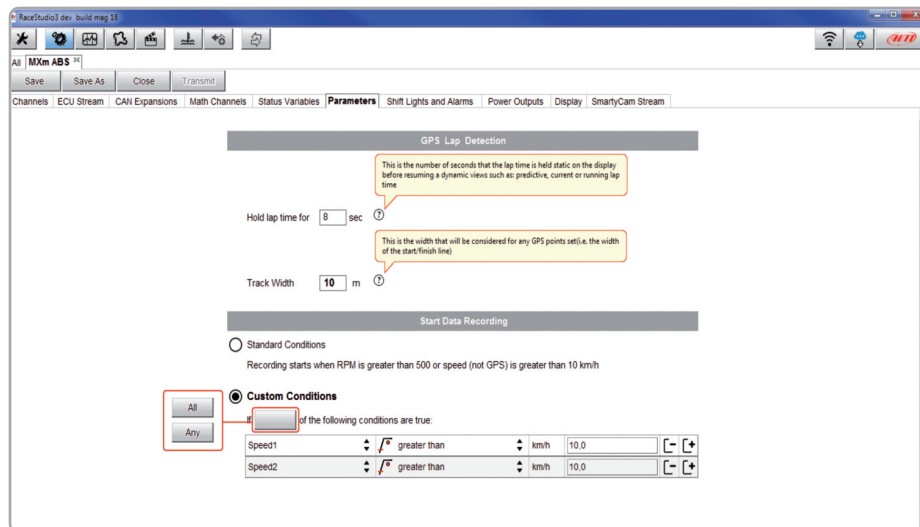 RaceStudio3 dev build mag 18
All MXm ABS
Save Save As Close Transmit
Channels ECU Stream CAN Expansions Math Channels Status Variables Parameters Shift Lights and Alarms Power Outputs Display SmartyCam Stream
GPS Lap Detection
This is the number of seconds that the lap time is held static on the display
before resuming a dynamic views such as: predictive, current or running lap
time
Hold lap time for 8 sec ?
This is the width that will be considered for any GPS points set(i.e. the width
of the start/finish line)
Track Width 10 m ?
Start Data Recording
Standard Conditions
Recording starts when RPM is greater than 500 or speed (not GPS) is greater than 10 km/h
Custom Conditions
All
If of the following conditions are true:
Any
Speed1 greater than km/h 10,0
Speed2 greater than km/h 10,0